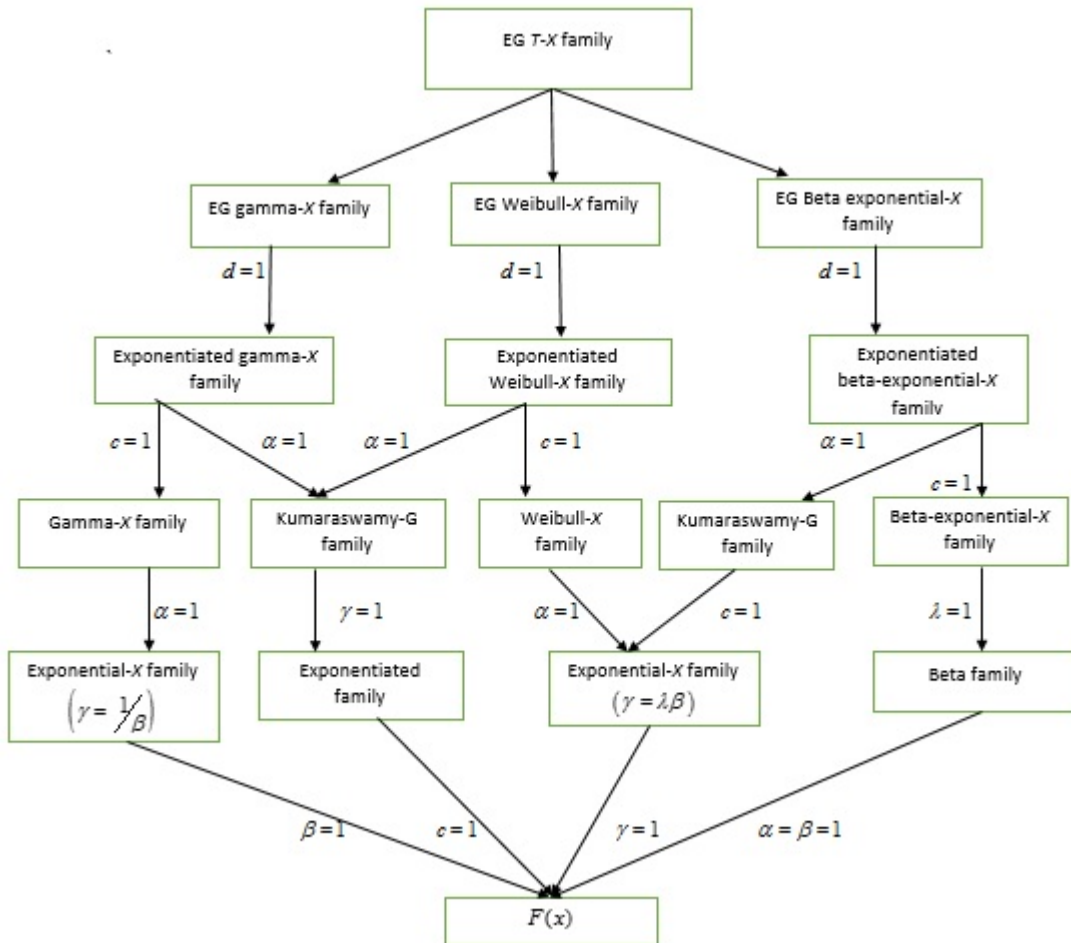 EG T-X family
EG gamma-X family
EG Weibull-X family
EG Beta exponential-X
family
d=1
d=1
d=1
Exponentiated gamma-X
family
Exponentiated
Weibull-X family
Exponentiated
beta-exponential-X
family
c=1
α=1
α=1
c=1
α=1
c=1
Gamma-X family
Kumaraswamy-G
family
Weibull-X
family
Kumaraswamy-G
family
Beta-exponential-X
family
α=1
γ=1
α=1
c=1
λ=1
Exponential-X family
(γ = 1/β)
Exponentiated
family
Exponential-X family
(γ = λβ)
Beta family
β=1
c=1
γ=1
α = β = 1
F(x)